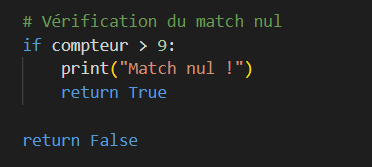 # Vérification du match nul
if compteur > 9:
    print("Match nul !")
    return True

return False